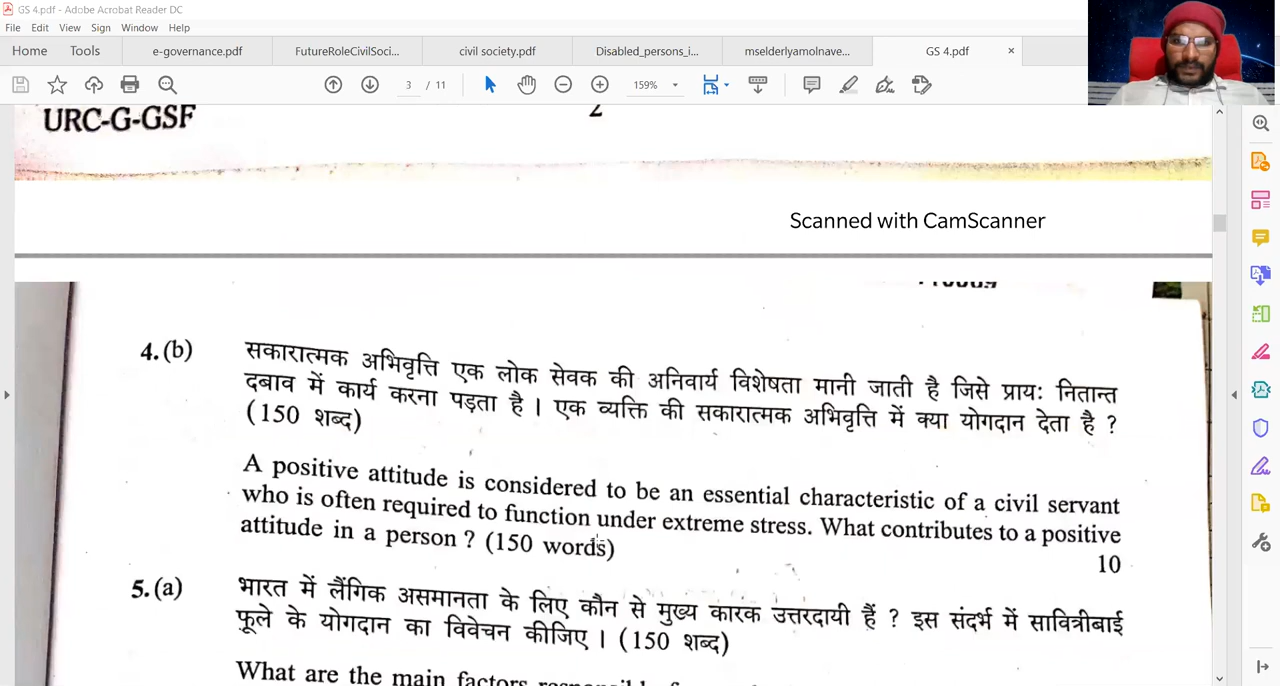 GS 4.pdf - Adobe Acrobat Reader DC
File Edit View Sign Window Help
Home Tools e-governance.pdf FutureRoleCivilSoci... civil society.pdf Disabled_persons_i... mselderlyamolnave... GS 4.pdf ×
3 / 11 159%
URC-G-GSF 2
Scanned with CamScanner
4. (b) सकारात्मक अभिवृत्ति एक लोक सेवक की अनिवार्य विशेषता मानी जाती है जिसे प्रायः नितान्त
दबाव में कार्य करना पड़ता है । एक व्यक्ति की सकारात्मक अभिवृत्ति में क्या योगदान देता है ?
(150 शब्द)
A positive attitude is considered to be an essential characteristic of a civil servant
who is often required to function under extreme stress. What contributes to a positive
attitude in a person ? (150 words)
10
5. (a) भारत में लैंगिक असमानता के लिए कौन से मुख्य कारक उत्तरदायी हैं ? इस संदर्भ में सावित्रीबाई
फूले के योगदान का विवेचन कीजिए । (150 शब्द)
What are the main factors